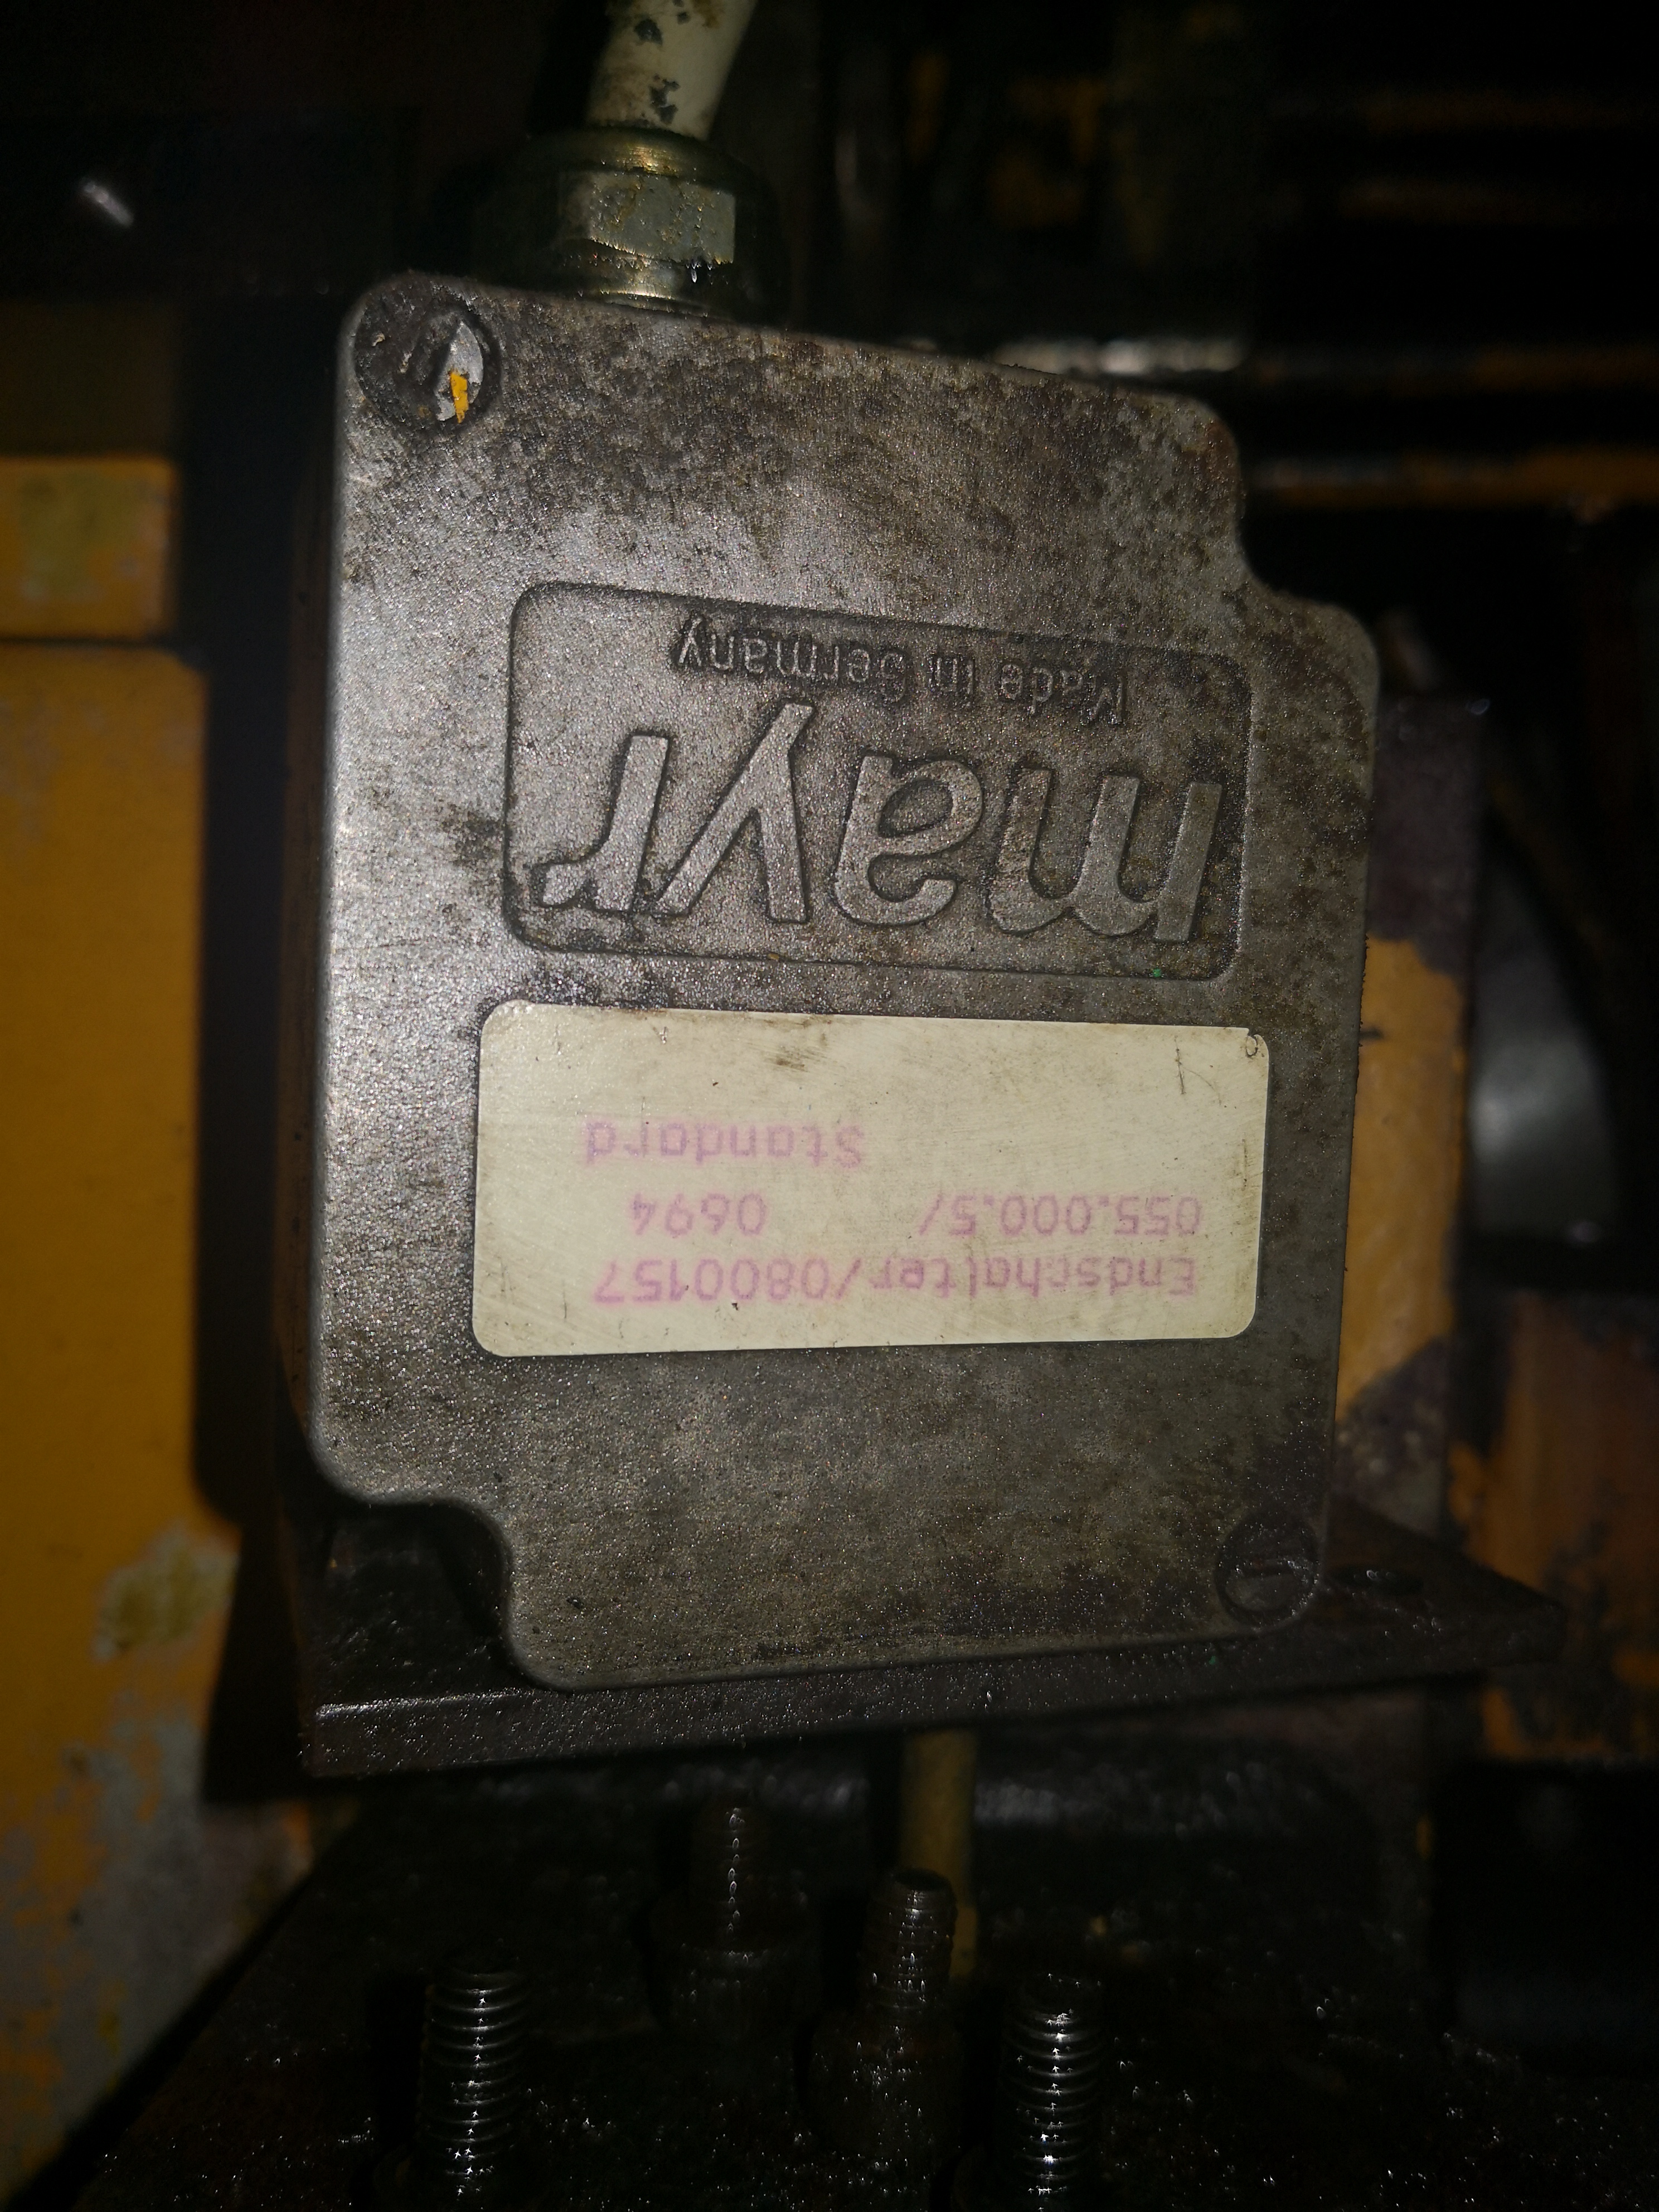 mayr
Made in Germany
Endschalter/0800157
055.000.5/ 0694
Standard